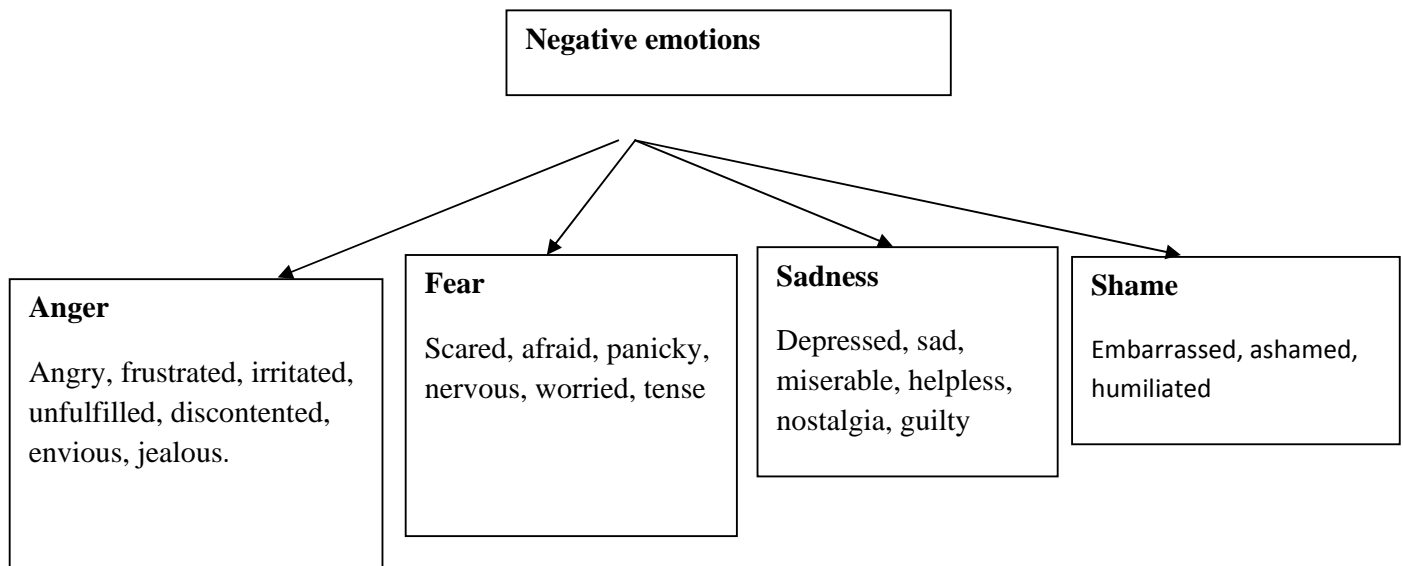 Negative emotions
Anger
Angry, frustrated, irritated,
unfulfilled, discontented,
envious, jealous.
Fear
Scared, afraid, panicky,
nervous, worried, tense
Sadness
Depressed, sad,
miserable, helpless,
nostalgia, guilty
Shame
Embarrassed, ashamed,
humiliated